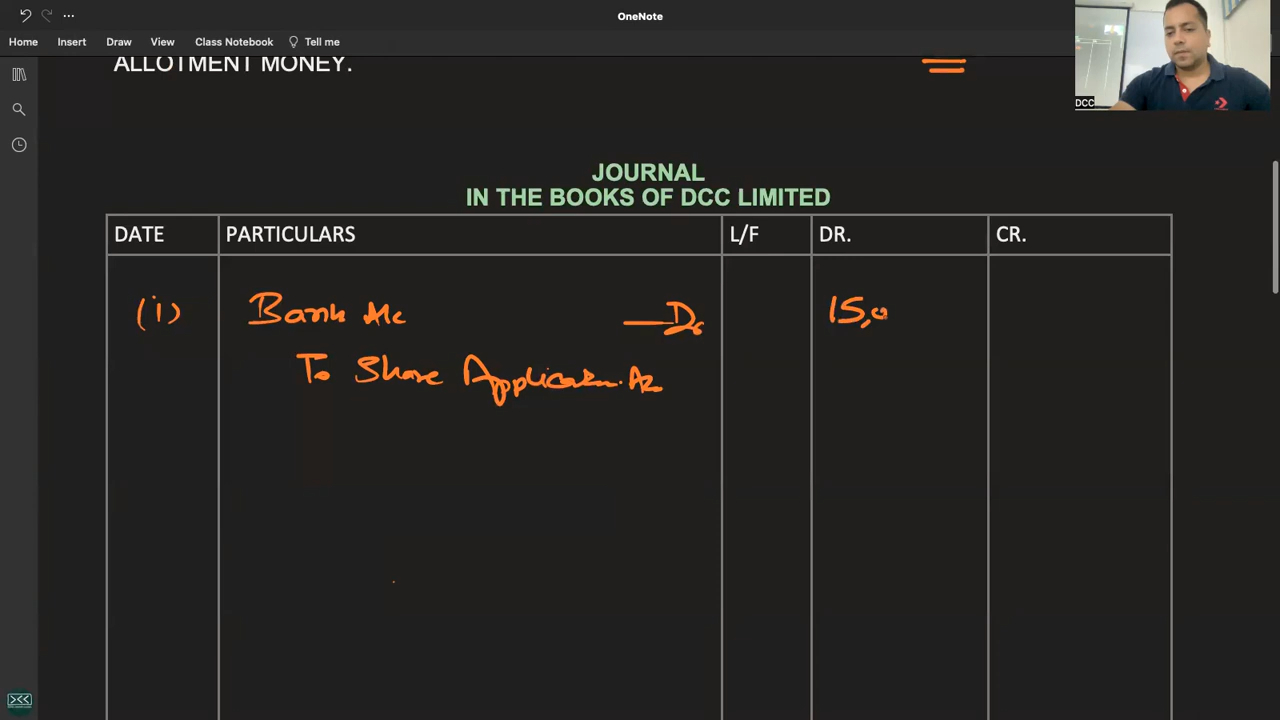 OneNote
Home Insert Draw View Class Notebook Tell me
ALLOTMENT MONEY.
DCC
JOURNAL
IN THE BOOKS OF DCC LIMITED
DATE PARTICULARS L/F DR. CR.
(i) Bank A/c — Dr 15,0
To Share Application A/c
DCC